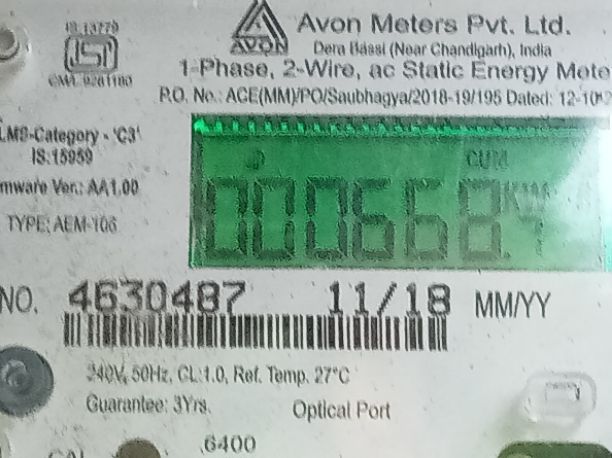 IS:13779
AVON
Avon Meters Pvt. Ltd.
Dera Bassi (Near Chandigarh), India
1-Phase, 2-Wire, ac Static Energy Mete
P.O. No.: ACE(MM)/PO/Saubhagya/2018-19/195 Dated: 12-10
LMS-Category - 'C3'
IS:15959
mware Ver.: AA1.00
TYPE: AEM-106
CUM
000668
NO. 4630487 11/18 MM/YY
240V, 50Hz, CL:1.0, Ref. Temp. 27°C
Guarantee: 3Yrs. Optical Port
6400